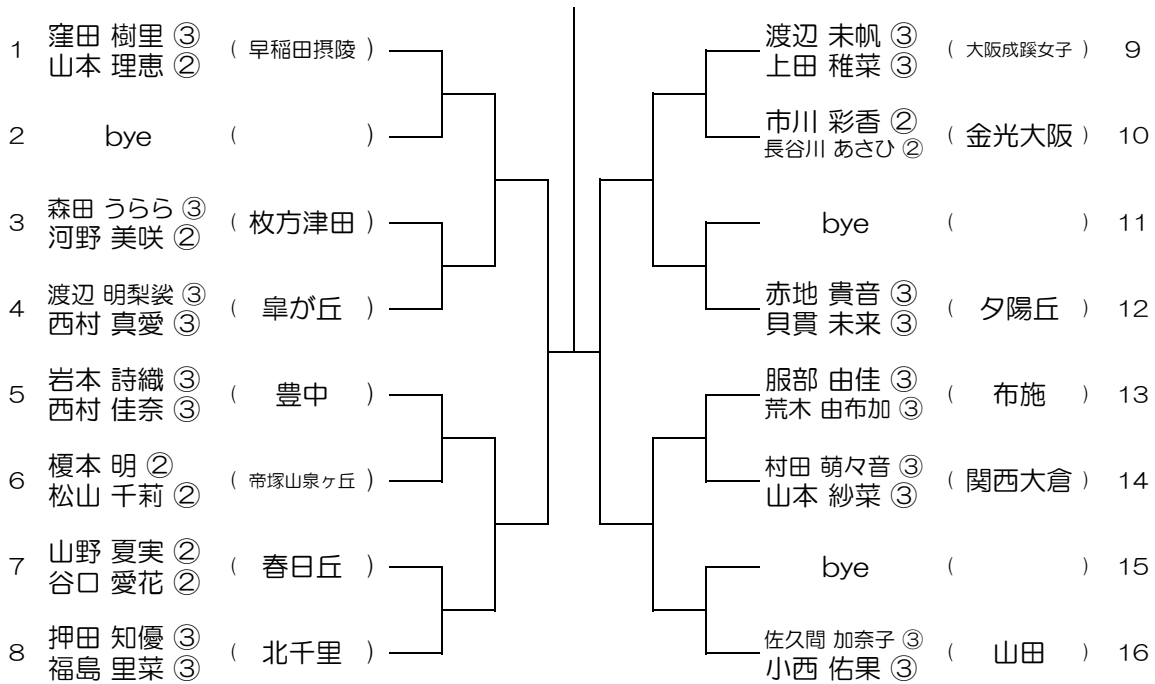 窪田 樹里 ③
1 ( 早稲田摂陵 )
山本 理恵 ②
2 bye ( )
森田 うらら ③
3 ( 枚方津田 )
河野 美咲 ②
渡辺 明梨裟 ③
4 ( 皐が丘 )
西村 真愛 ③
岩本 詩織 ③
5 ( 豊中 )
西村 佳奈 ③
榎本 明 ②
6 ( 帝塚山泉ヶ丘 )
松山 千莉 ②
山野 夏実 ②
7 ( 春日丘 )
谷口 愛花 ②
押田 知優 ③
8 ( 北千里 )
福島 里菜 ③
渡辺 未帆 ③
( 大阪成蹊女子 ) 9
上田 稚菜 ③
市川 彩香 ②
( 金光大阪 ) 10
長谷川 あさひ ②
bye ( ) 11
赤地 貴音 ③
( 夕陽丘 ) 12
貝貫 未来 ③
服部 由佳 ③
( 布施 ) 13
荒木 由布加 ③
村田 萌々音 ③
( 関西大倉 ) 14
山本 紗菜 ③
bye ( ) 15
佐久間 加奈子 ③
( 山田 ) 16
小西 佑果 ③